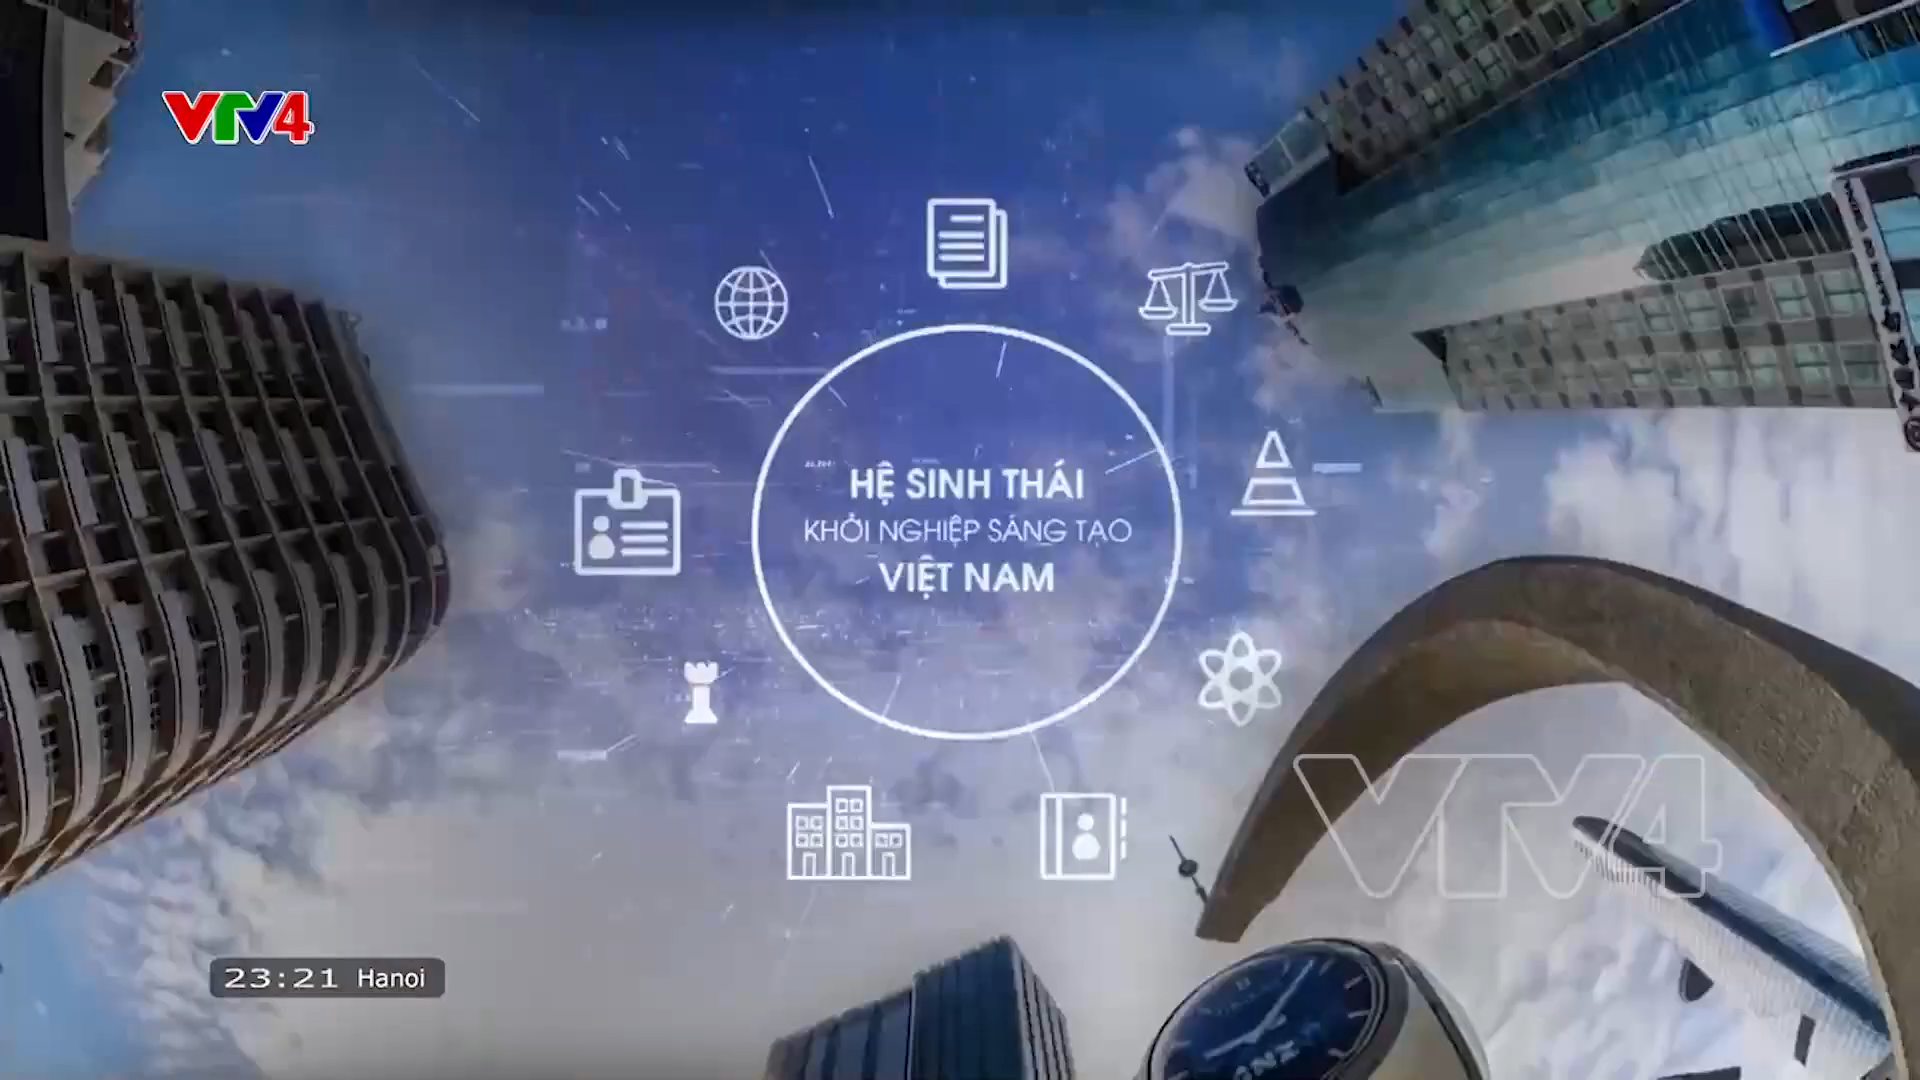 VTV4
HỆ SINH THÁI
KHỞI NGHIỆP SÁNG TẠO
VIỆT NAM
VTV4
23:21 Hanoi